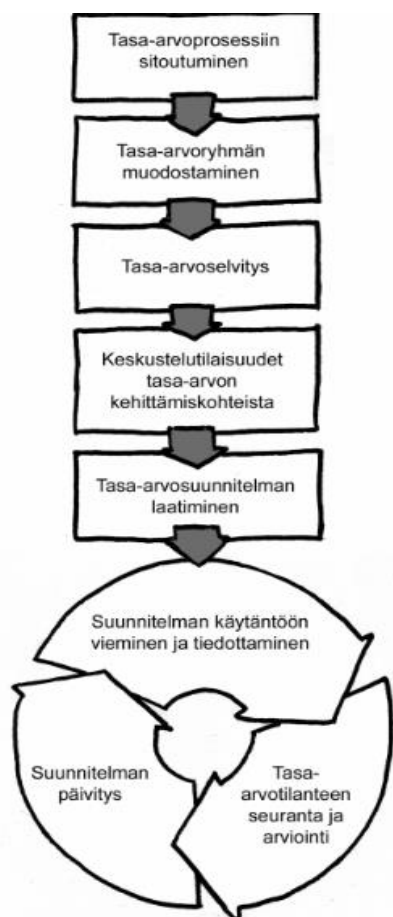 Tasa-arvoprosessiin
sitoutuminen
Tasa-arvoryhmän
muodostaminen
Tasa-arvoselvitys
Keskustelutilaisuudet
tasa-arvon
kehittämiskohteista
Tasa-arvosuunnitelman
laatiminen
Suunnitelman käytäntöön
vieminen ja tiedottaminen
Tasa-
arvotilanteen
seuranta ja
arviointi
Suunnitelman
päivitys